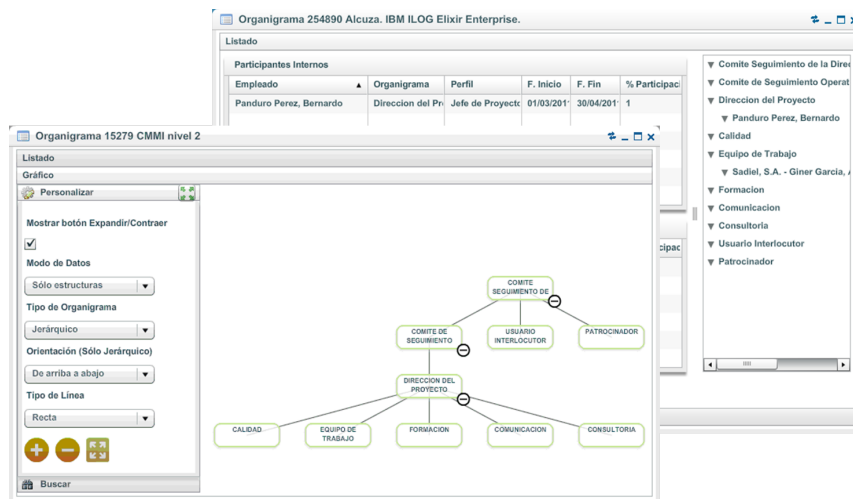 Organigrama 254890 Alcuza. IBM ILOG Elixir Enterprise.
Listado
Participantes Internos
Empleado Organigrama Perfil F. Inicio F. Fin % Participaci
Panduro Perez, Bernardo Direccion del Pr Jefe de Proyecto 01/03/201 30/04/201 1
Comite Seguimiento de la Direc
Comite de Seguimiento Operat
Direccion del Proyecto
Panduro Perez, Bernardo
Calidad
Equipo de Trabajo
Sadiel, S.A. - Giner Garcia, A
Formacion
Comunicacion
Consultoria
Usuario Interlocutor
Patrocinador
cipac
Organigrama 15279 CMMI nivel 2
Listado
Gráfico
Personalizar
Mostrar botón Expandir/Contraer
Modo de Datos
Sólo estructuras
Tipo de Organigrama
Jerárquico
Orientación (Sólo Jerárquico)
De arriba a abajo
Tipo de Línea
Recta
Buscar
COMITE
SEGUIMIENTO DE
COMITE DE
SEGUIMIENTO
USUARIO
INTERLOCUTOR
PATROCINADOR
DIRECCION DEL
PROYECTO
CALIDAD
EQUIPO DE
TRABAJO
FORMACION
COMUNICACION
CONSULTORIA